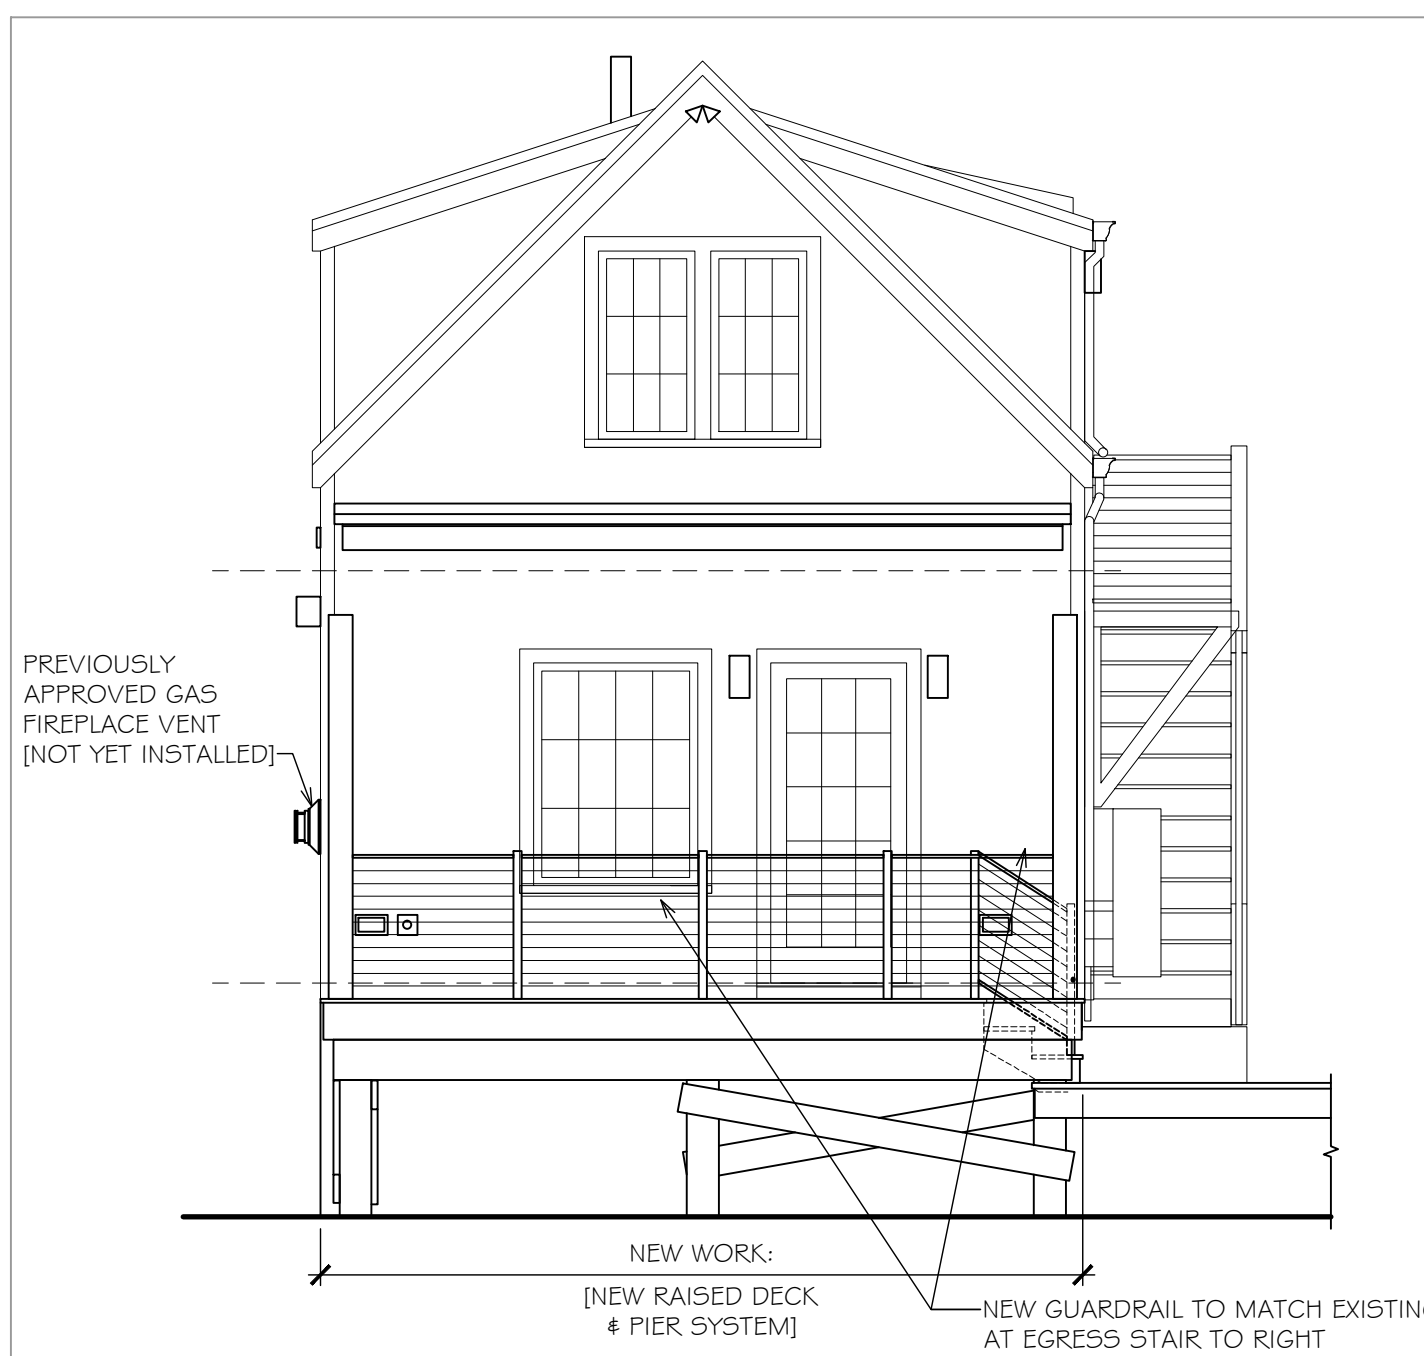 PREVIOUSLY
APPROVED GAS
FIREPLACE VENT
[NOT YET INSTALLED]
NEW WORK:
[NEW RAISED DECK
& PIER SYSTEM]
NEW GUARDRAIL TO MATCH EXISTING
AT EGRESS STAIR TO RIGHT